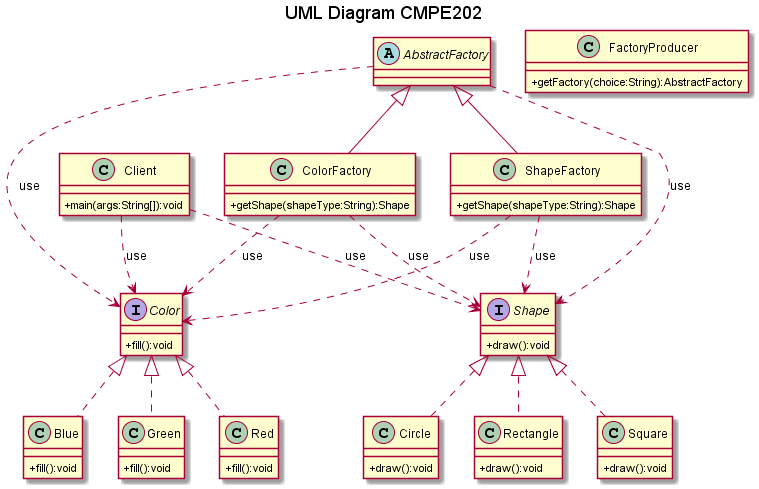 UML Diagram CMPE202
A AbstractFactory
C FactoryProducer
+getFactory(choice:String):AbstractFactory
C Client
+main(args:String[]):void
C ColorFactory
+getShape(shapeType:String):Shape
C ShapeFactory
+getShape(shapeType:String):Shape
use
use
use
use
use
use
use
use
I Color
+fill():void
I Shape
+draw():void
C Blue
+fill():void
C Green
+fill():void
C Red
+fill():void
C Circle
+draw():void
C Rectangle
+draw():void
C Square
+draw():void